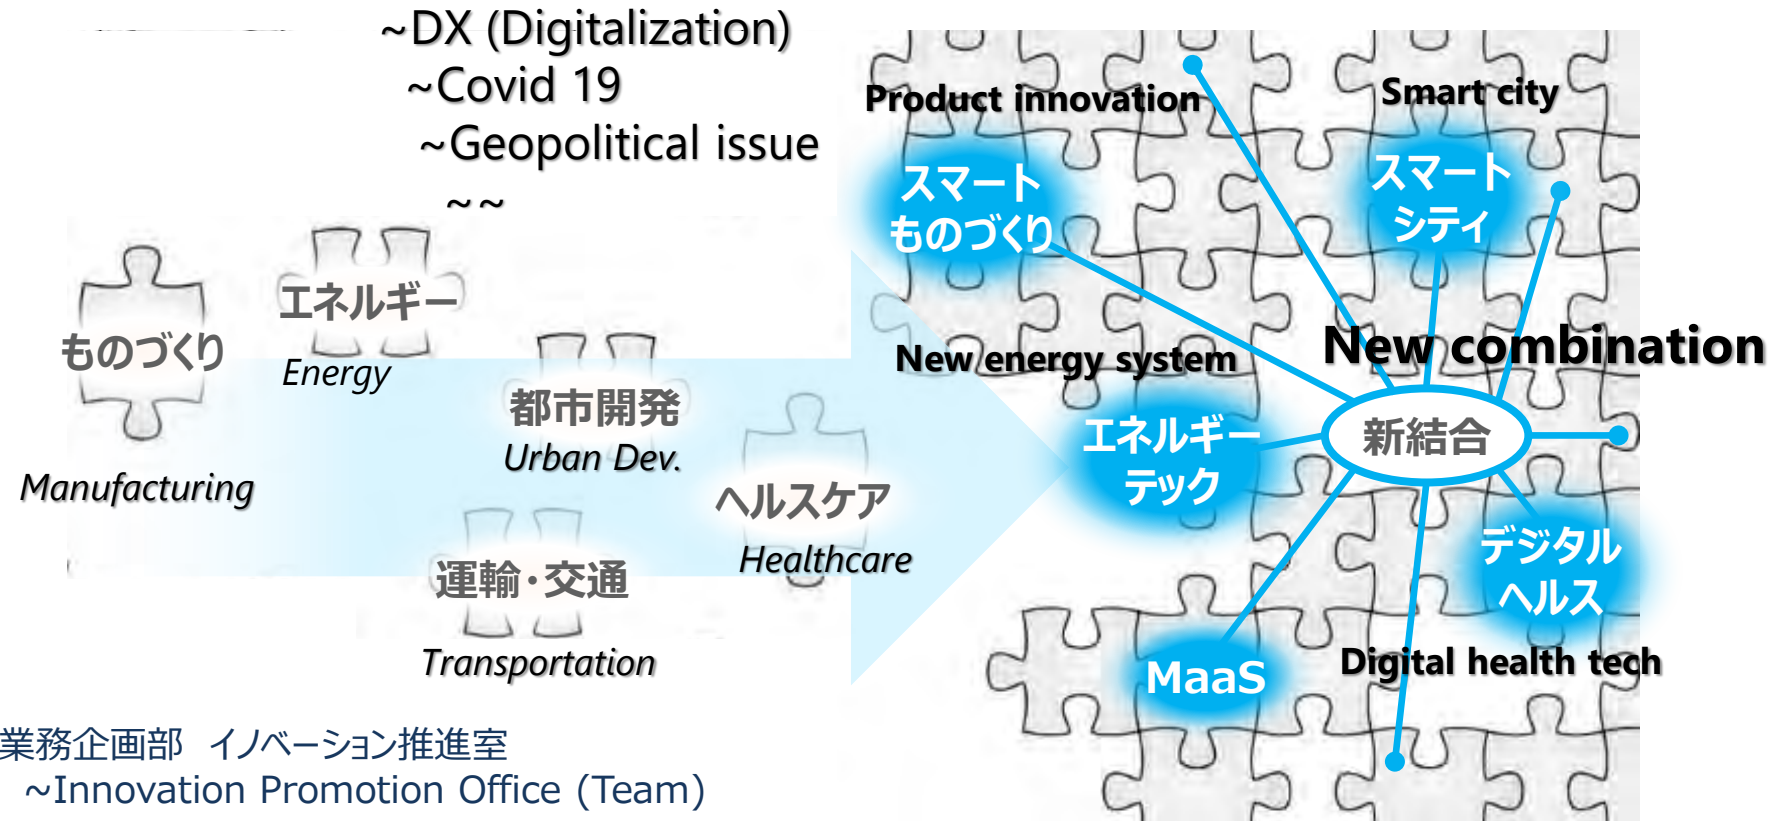 ~DX (Digitalization)
~Covid 19
~Geopolitical issue
~~
ものづくり
Manufacturing
エネルギー
Energy
都市開発
Urban Dev.
運輸・交通
Transportation
ヘルスケア
Healthcare
Product innovation
スマート
ものづくり
Smart city
スマート
シティ
New energy system
エネルギー
テック
New combination
新結合
デジタル
ヘルス
Digital health tech
MaaS
業務企画部　イノベーション推進室
~Innovation Promotion Office (Team)